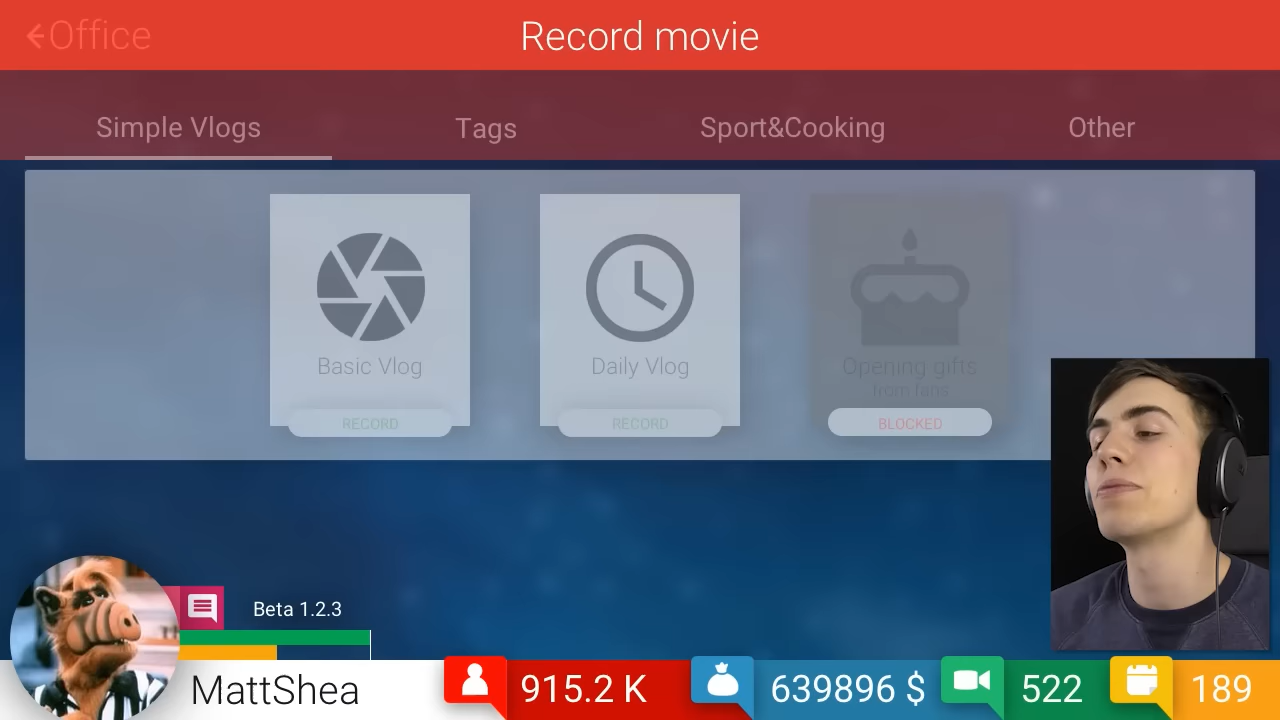 Office
Record movie
Simple Vlogs
Tags
Sport&Cooking
Other
Basic Vlog
RECORD
Daily Vlog
RECORD
Opening gifts
from fans
BLOCKED
Beta 1.2.3
MattShea
915.2 K
639896 $
522
189